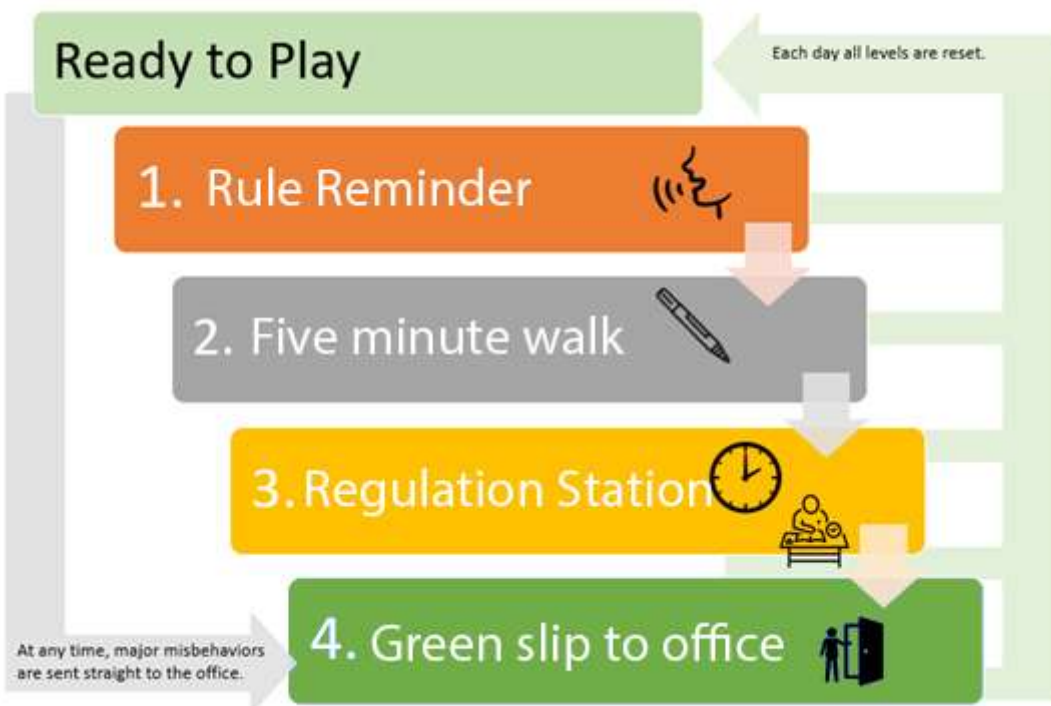 Ready to Play
Each day all levels are reset.
1. Rule Reminder
2. Five minute walk
3. Regulation Station
4. Green slip to office
At any time, major misbehaviors
are sent straight to the office.